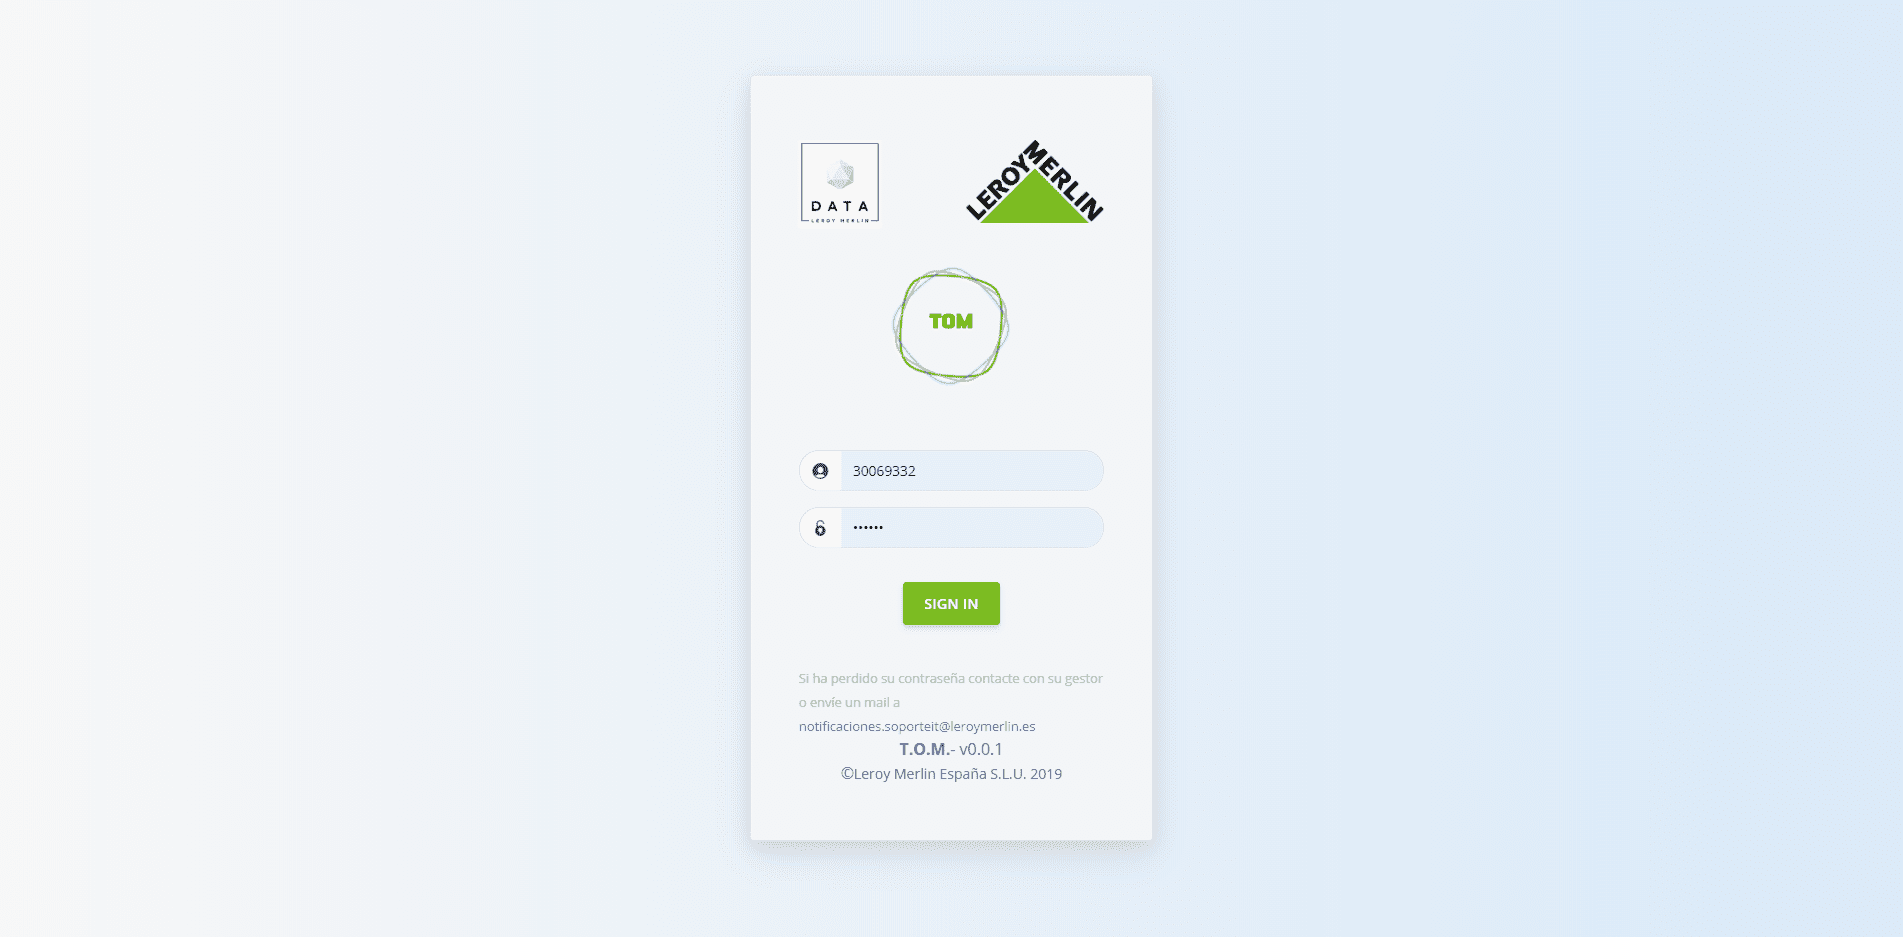 DATA
LEROY MERLIN
LEROY MERLIN
TOM
30069332
••••••
SIGN IN
Si ha perdido su contraseña contacte con su gestor
o envíe un mail a
notificaciones.soporteit@leroymerlin.es
T.O.M.- v0.0.1
©Leroy Merlin España S.L.U. 2019